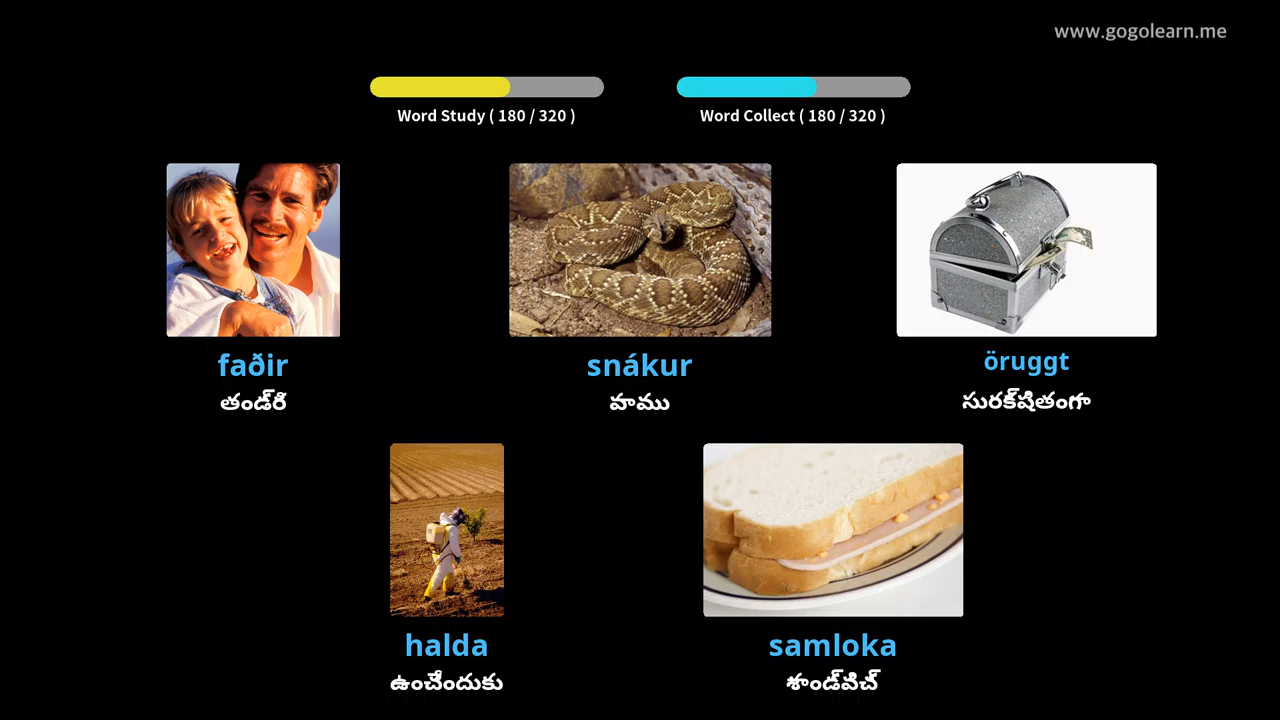 www.gogolearn.me
Word Study ( 180 / 320 )
Word Collect ( 180 / 320 )
faðir
snákur
öruggt
తండ్రి
పాము
సురక్షితంగా
halda
samloka
ఉంచేందుకు
శాండ్విచ్